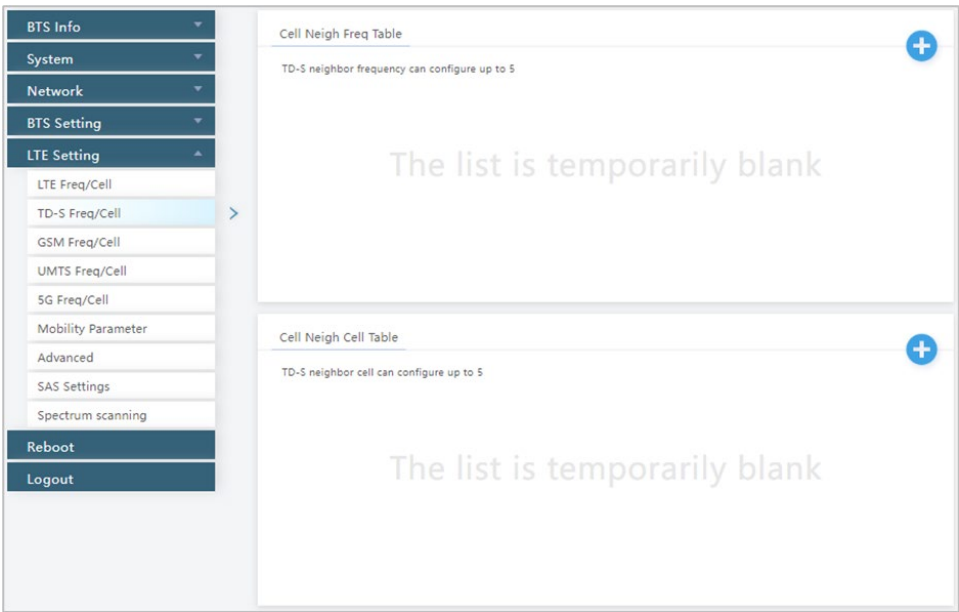 BTS Info
System
Network
BTS Setting
LTE Setting
LTE Freq/Cell
TD-S Freq/Cell
GSM Freq/Cell
UMTS Freq/Cell
5G Freq/Cell
Mobility Parameter
Advanced
SAS Settings
Spectrum scanning
Reboot
Logout
Cell Neigh Freq Table
TD-S neighbor frequency can configure up to 5
The list is temporarily blank
Cell Neigh Cell Table
TD-S neighbor cell can configure up to 5
The list is temporarily blank